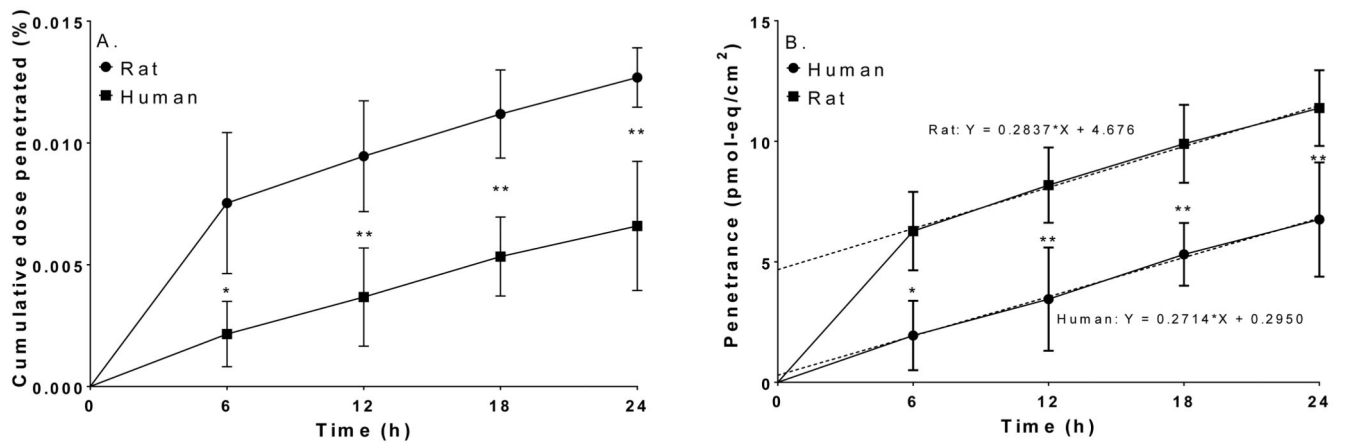 Cumulative dose penetrated (%)
0.015
0.010
0.005
0.000
A.
Rat
Human
*
**
**
**
0
6
12
18
24
Time (h)
Penetrance (pmol-eq/cm²)
15
10
5
0
B.
Human
Rat
Rat: Y = 0.2837*X + 4.676
*
**
**
**
Human: Y = 0.2714*X + 0.2950
0
6
12
18
24
Time (h)